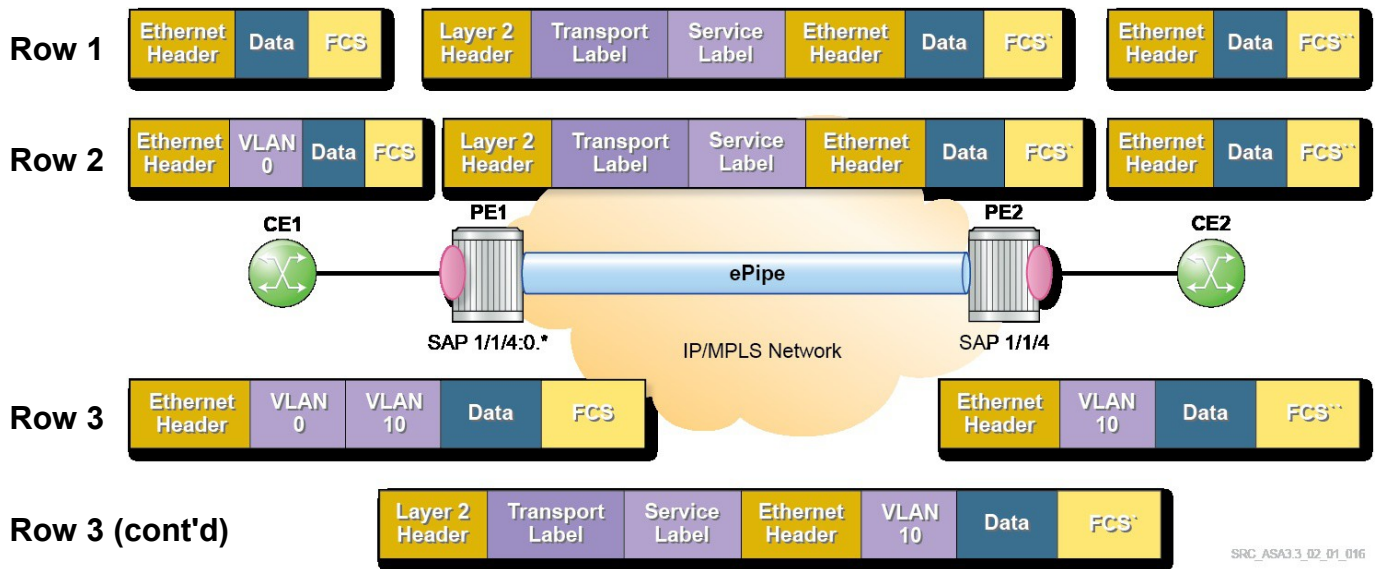 Row 1
Ethernet Header Data FCS
Layer 2 Header Transport Label Service Label Ethernet Header Data FCS`
Ethernet Header Data FCS``
Row 2
Ethernet Header VLAN 0 Data FCS
Layer 2 Header Transport Label Service Label Ethernet Header Data FCS`
Ethernet Header Data FCS``
CE1
PE1
PE2
CE2
ePipe
SAP 1/1/4:0.*
IP/MPLS Network
SAP 1/1/4
Row 3
Ethernet Header VLAN 0 VLAN 10 Data FCS
Ethernet Header VLAN 10 Data FCS``
Row 3 (cont'd)
Layer 2 Header Transport Label Service Label Ethernet Header VLAN 10 Data FCS`
SRC_ASA3.3_02_01_016